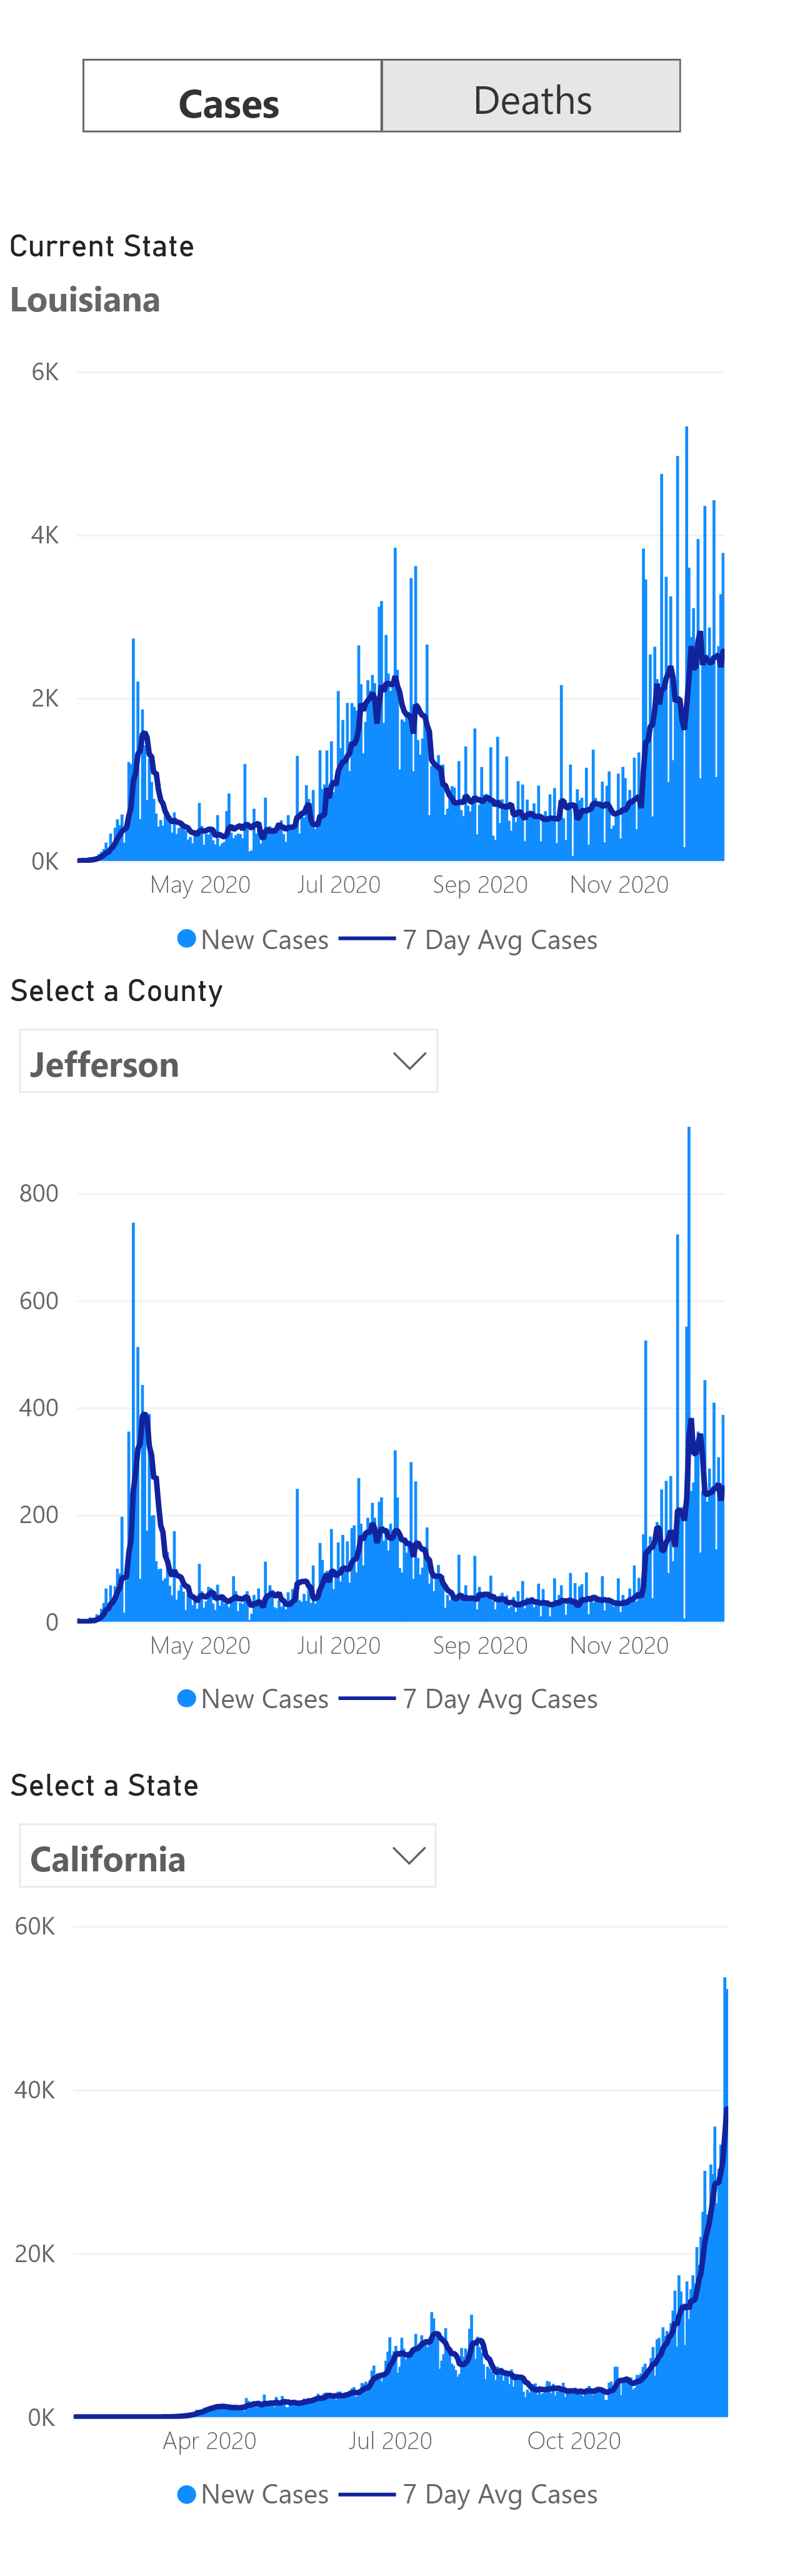 Cases Deaths
Current State
Louisiana
6K
4K
2K
0K
May 2020 Jul 2020 Sep 2020 Nov 2020
New Cases 7 Day Avg Cases
Select a County
Jefferson
800
600
400
200
0
May 2020 Jul 2020 Sep 2020 Nov 2020
New Cases 7 Day Avg Cases
Select a State
California
60K
40K
20K
0K
Apr 2020 Jul 2020 Oct 2020
New Cases 7 Day Avg Cases